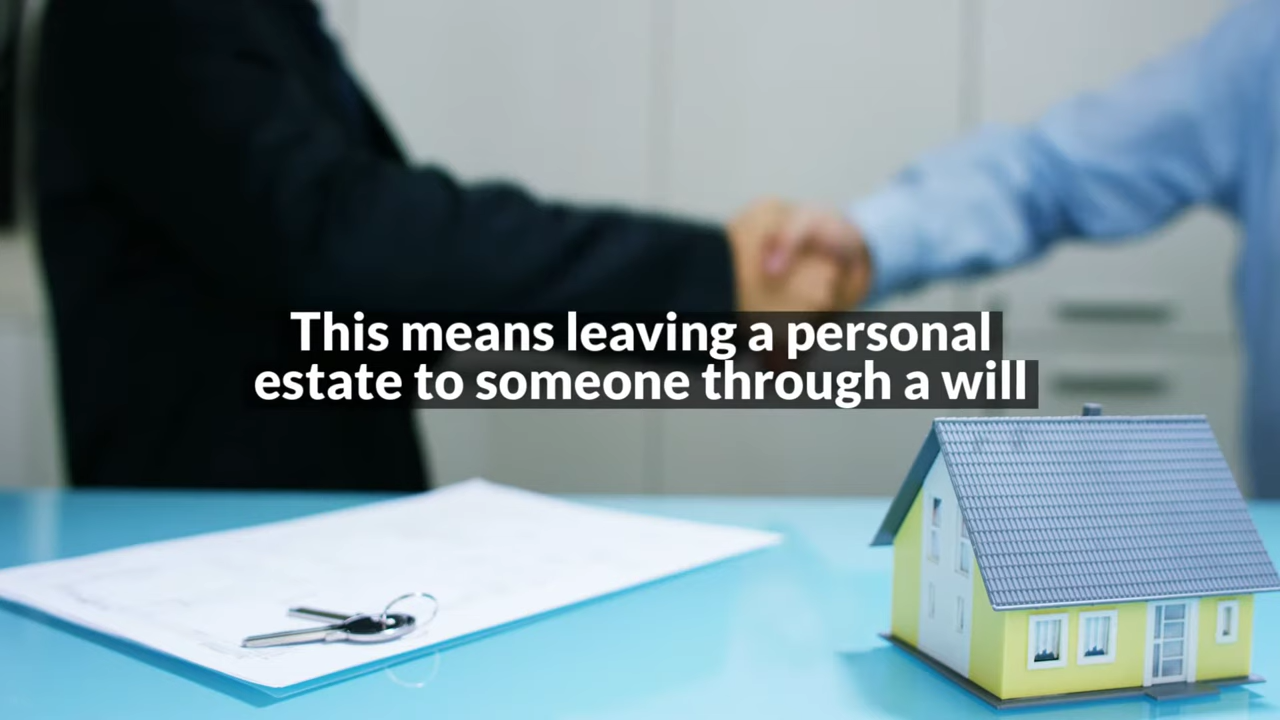 This means leaving a personal
estate to someone through a will